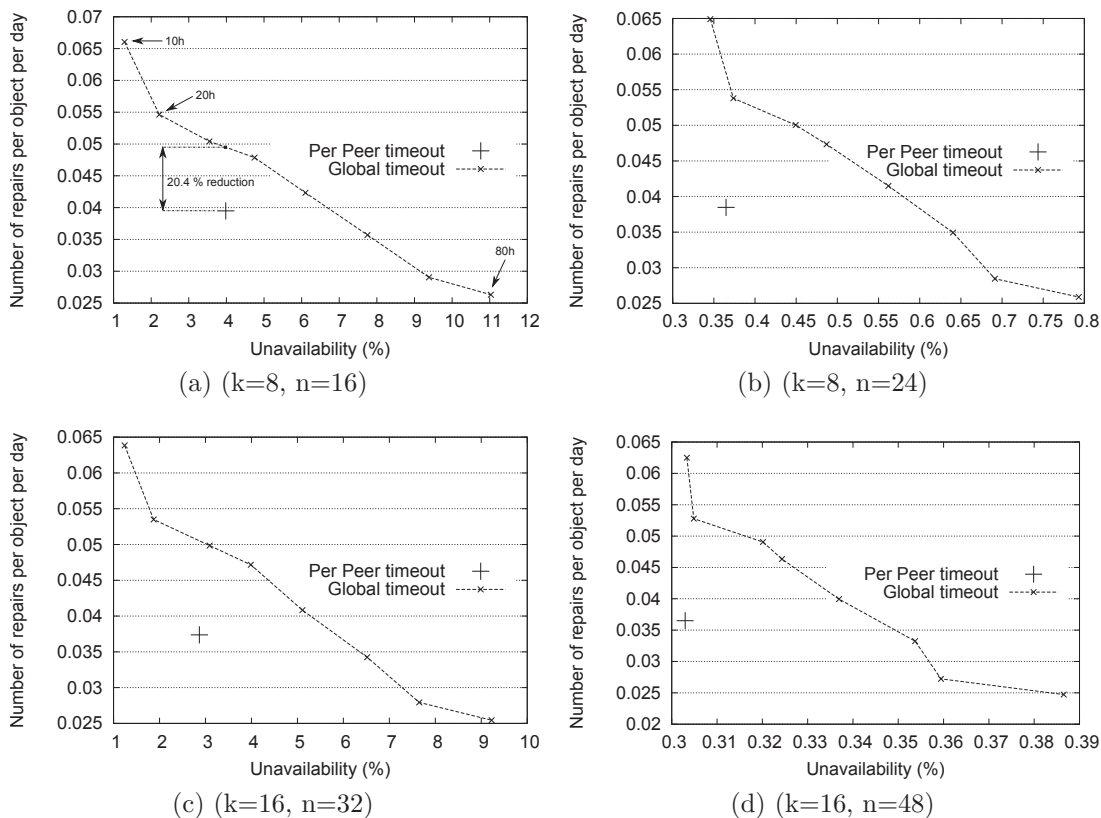 Number of repairs per object per day
0.07
0.065
0.06
0.055
0.05
0.045
0.04
0.035
0.03
0.025
10h
20h
20.4 % reduction
80h
Per Peer timeout
Global timeout
1 2 3 4 5 6 7 8 9 10 11 12
Unavailability (%)
(a) (k=8, n=16)
Number of repairs per object per day
0.065
0.06
0.055
0.05
0.045
0.04
0.035
0.03
0.025
Per Peer timeout
Global timeout
0.3 0.35 0.4 0.45 0.5 0.55 0.6 0.65 0.7 0.75 0.8
Unavailability (%)
(b) (k=8, n=24)
Number of repairs per object per day
0.065
0.06
0.055
0.05
0.045
0.04
0.035
0.03
0.025
Per Peer timeout
Global timeout
1 2 3 4 5 6 7 8 9 10
Unavailability (%)
(c) (k=16, n=32)
Number of repairs per object per day
0.065
0.06
0.055
0.05
0.045
0.04
0.035
0.03
0.025
0.02
Per Peer timeout
Global timeout
0.3 0.31 0.32 0.33 0.34 0.35 0.36 0.37 0.38 0.39
Unavailability (%)
(d) (k=16, n=48)